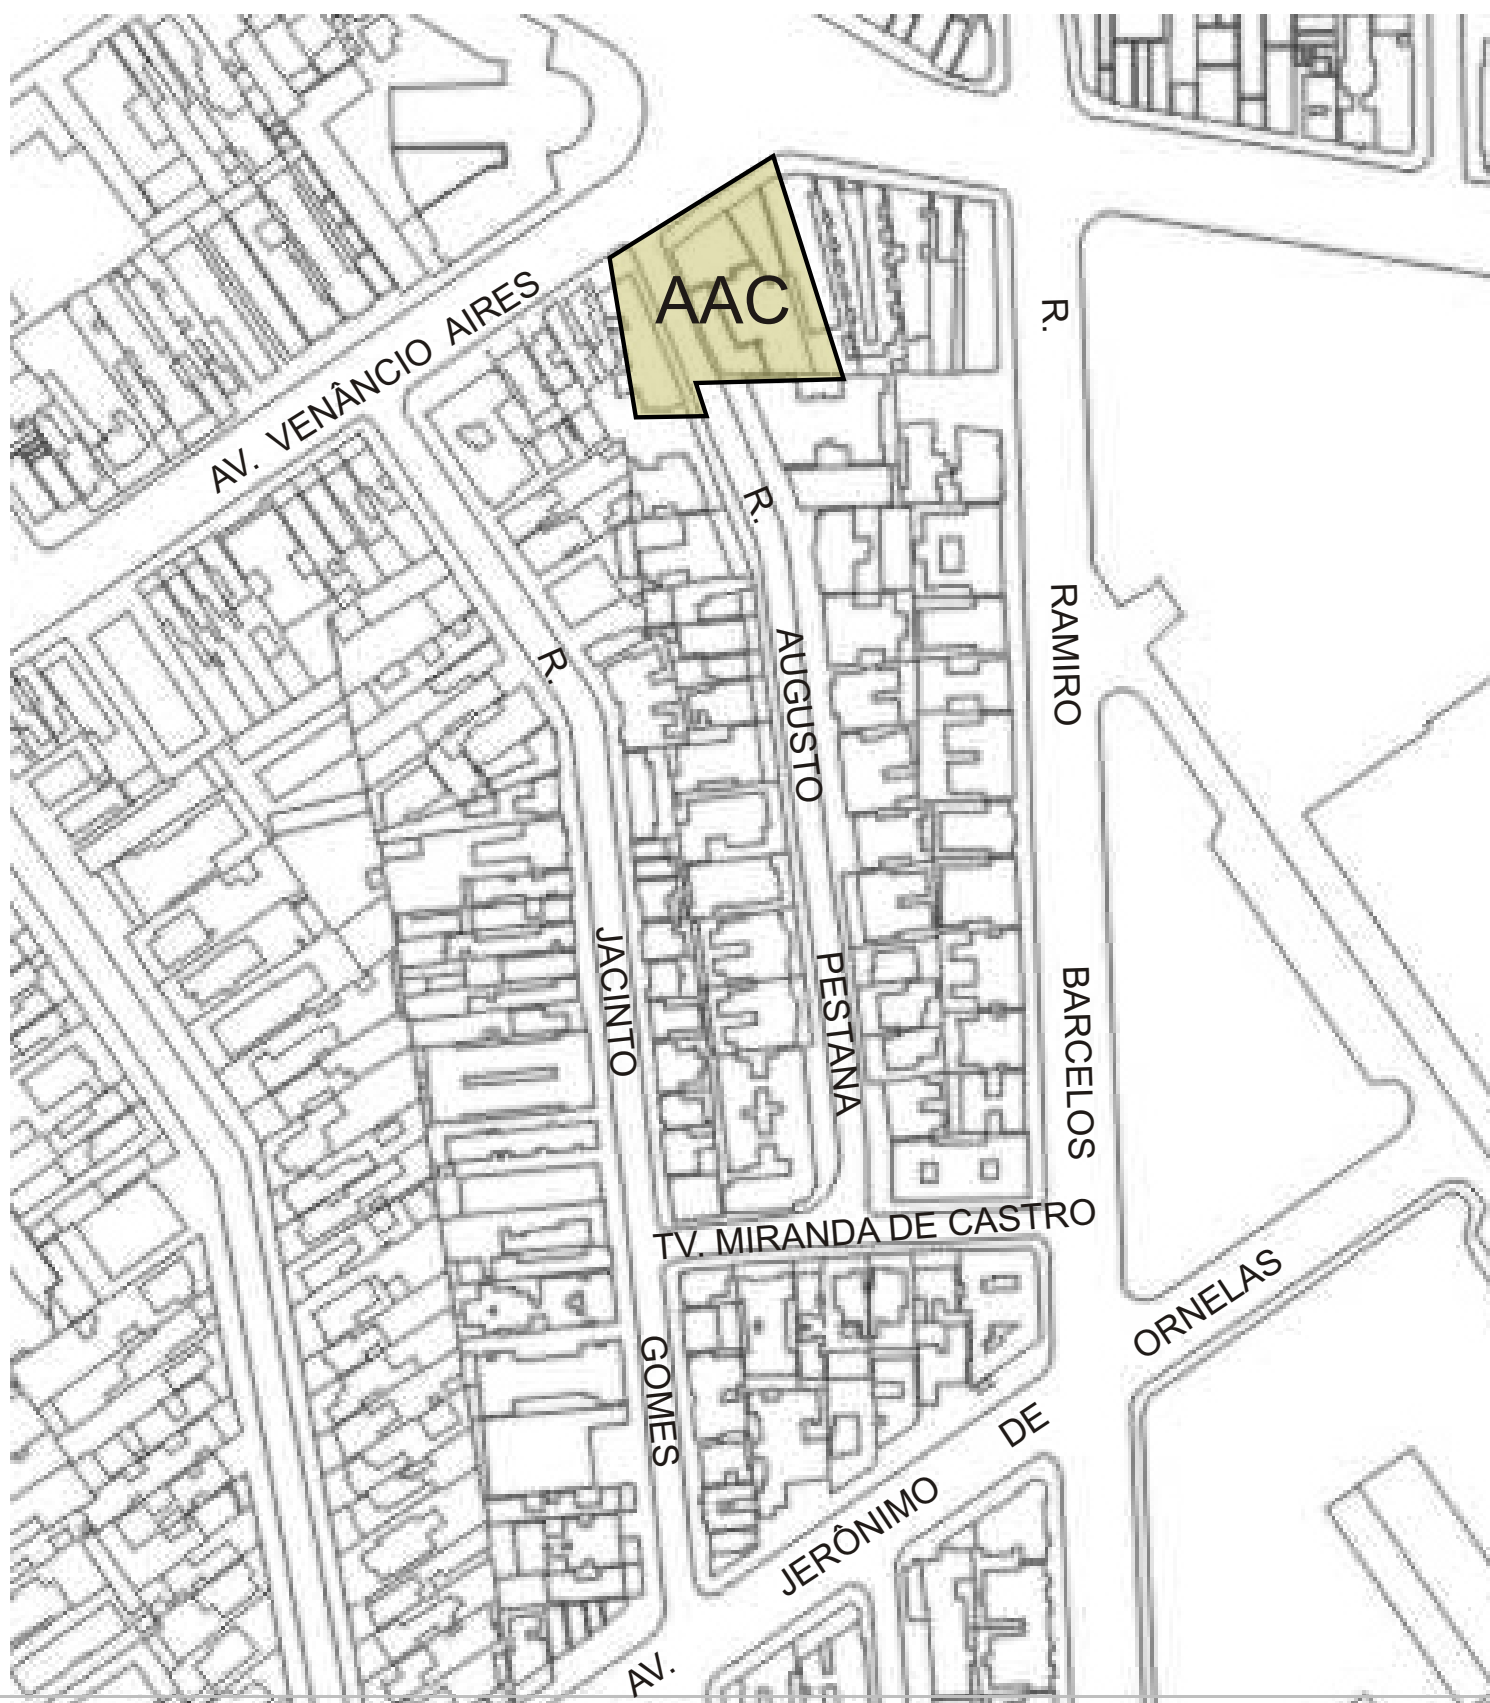 AAC
AV. VENÂNCIO AIRES
R. RAMIRO BARCELOS
R. AUGUSTO PESTANA
R. JACINTO GOMES
TV. MIRANDA DE CASTRO
AV. JERÔNIMO DE ORNELAS